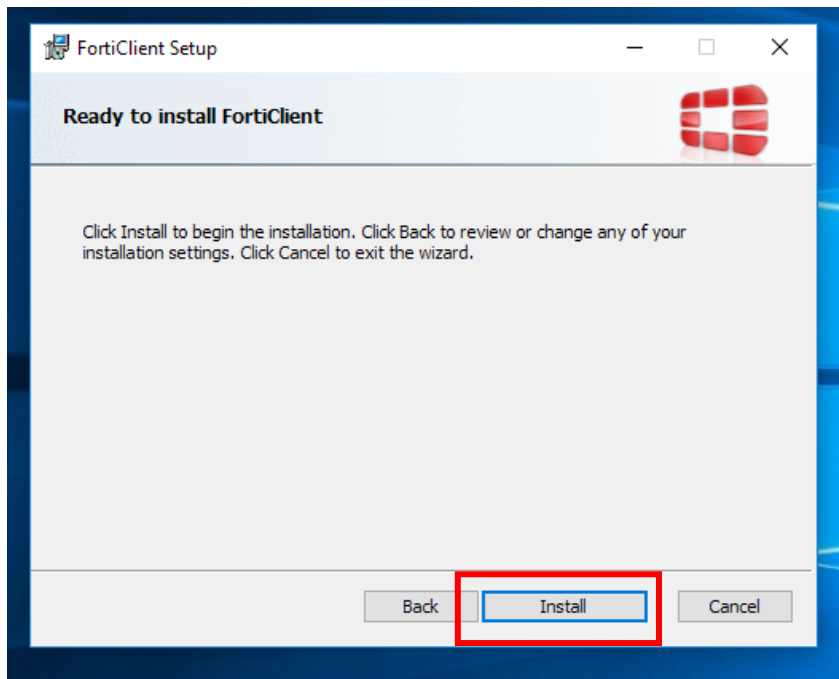 FortiClient Setup
Ready to install FortiClient
Click Install to begin the installation. Click Back to review or change any of your
installation settings. Click Cancel to exit the wizard.
Back Install Cancel